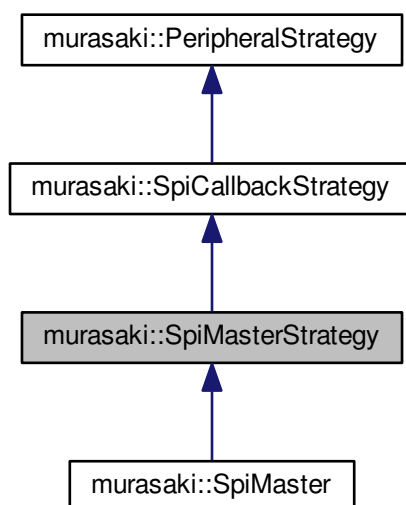 murasaki::PeripheralStrategy
murasaki::SpiCallbackStrategy
murasaki::SpiMasterStrategy
murasaki::SpiMaster